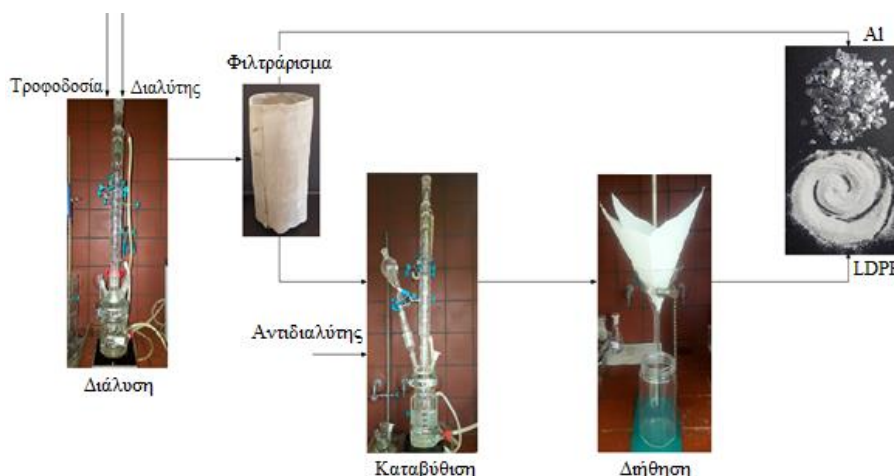 Τροφοδοσία
Διαλύτης
Φιλτράρισμα
Al
Διάλυση
Αντιδιαλύτης
Καταβύθιση
Διήθηση
LDPE